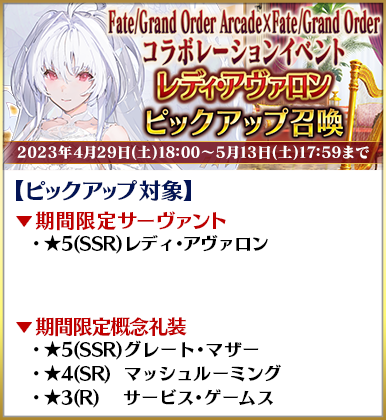 Fate/Grand Order Arcade×Fate/Grand Order
コラボレーションイベント
レディ・アヴァロン
ピックアップ召喚
2023年4月29日(土)18:00～5月13日(土)17:59まで
【ピックアップ対象】
▼期間限定サーヴァント
・★5(SSR)レディ・アヴァロン
▼期間限定概念礼装
・★5(SSR)グレート・マザー
・★4(SR) マッシュルーミング
・★3(R) サービス・ゲームス